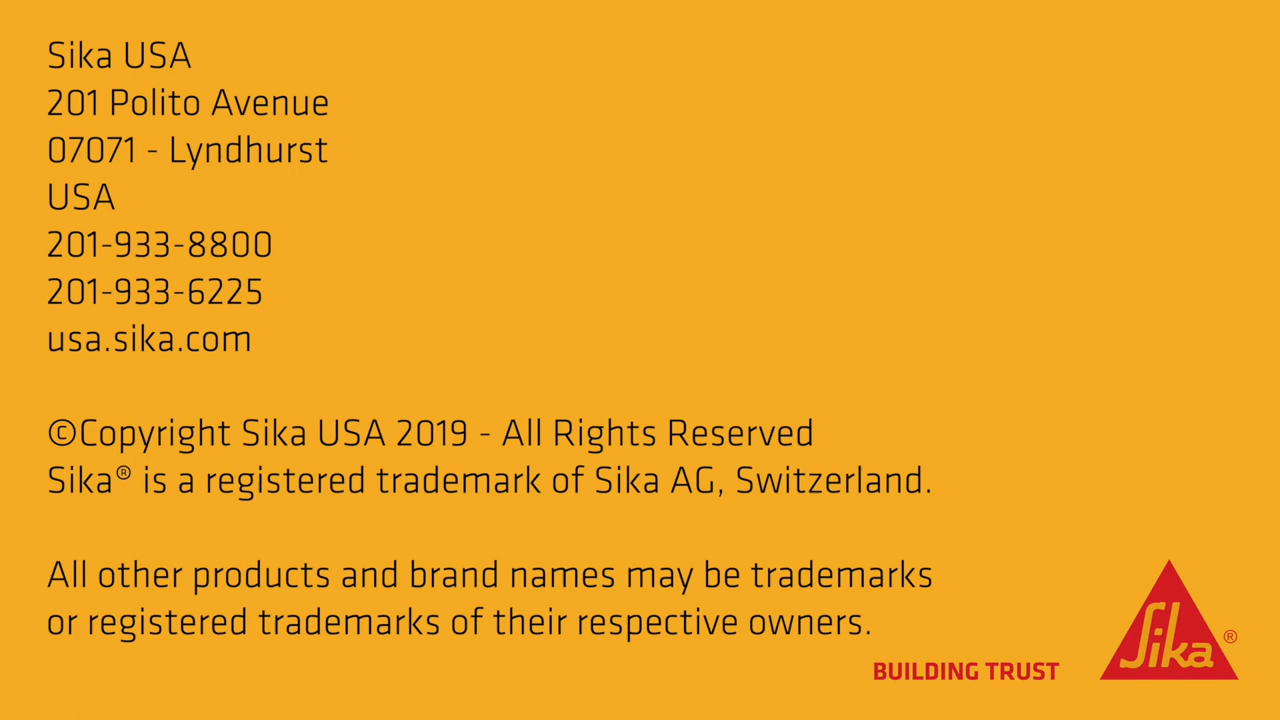 Sika USA
201 Polito Avenue
07071 - Lyndhurst
USA
201-933-8800
201-933-6225
usa.sika.com
©Copyright Sika USA 2019 - All Rights Reserved
Sika® is a registered trademark of Sika AG, Switzerland.
All other products and brand names may be trademarks
or registered trademarks of their respective owners.
BUILDING TRUST
Sika®